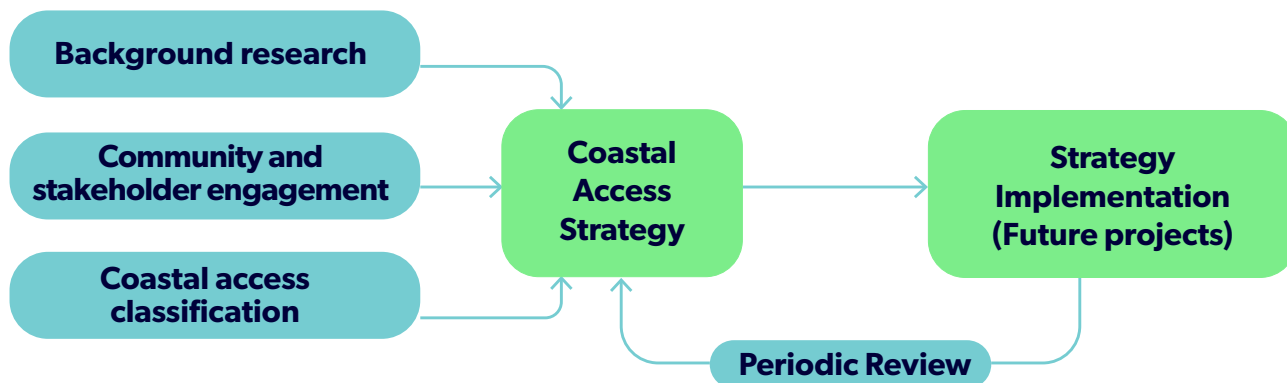 Background research
Community and
stakeholder engagement
Coastal access
classification
Coastal
Access
Strategy
Strategy
Implementation
(Future projects)
Periodic Review